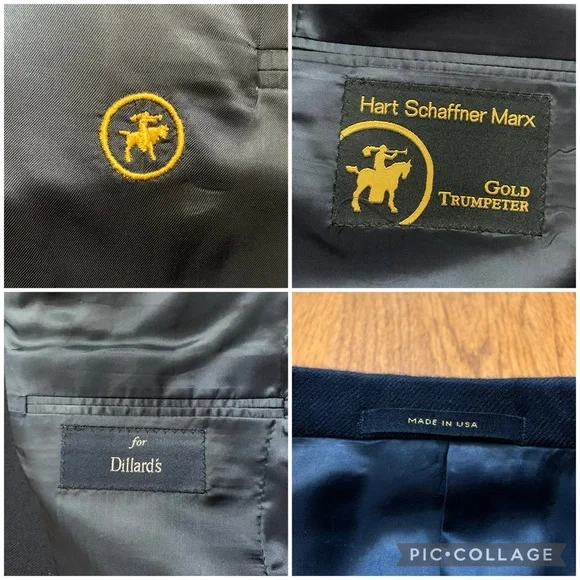 Hart Schaffner Marx
GOLD
TRUMPETER
for
Dillard's
MADE IN USA
PIC•COLLAGE